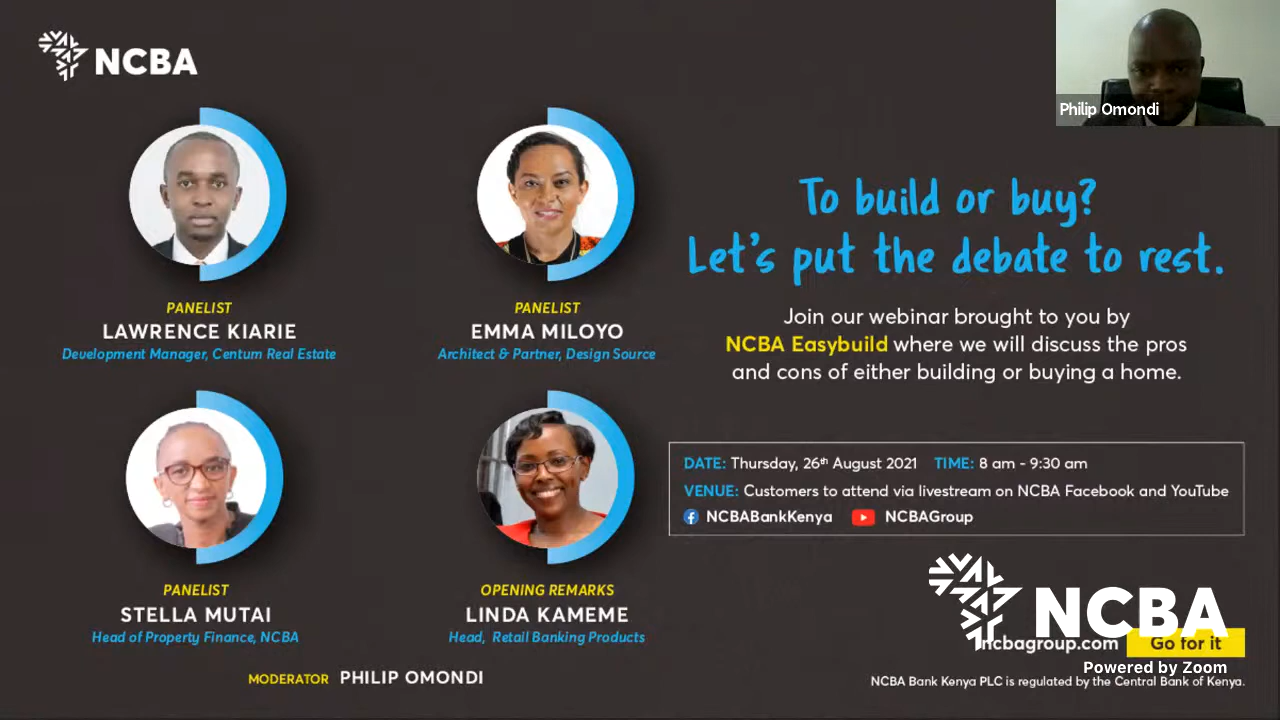 NCBA
Philip Omondi
To build or buy?
Let's put the debate to rest.
Join our webinar brought to you by
NCBA Easybuild where we will discuss the pros
and cons of either building or buying a home.
PANELIST
LAWRENCE KIARIE
Development Manager, Centum Real Estate
PANELIST
EMMA MILOYO
Architect & Partner, Design Source
PANELIST
STELLA MUTAI
Head of Property Finance, NCBA
OPENING REMARKS
LINDA KAMEME
Head, Retail Banking Products
MODERATOR PHILIP OMONDI
DATE: Thursday, 26th August 2021 TIME: 8 am - 9:30 am
VENUE: Customers to attend via livestream on NCBA Facebook and YouTube
NCBABankKenya NCBAGroup
NCBA
ncbagroup.com Go for it
Powered by Zoom
NCBA Bank Kenya PLC is regulated by the Central Bank of Kenya.